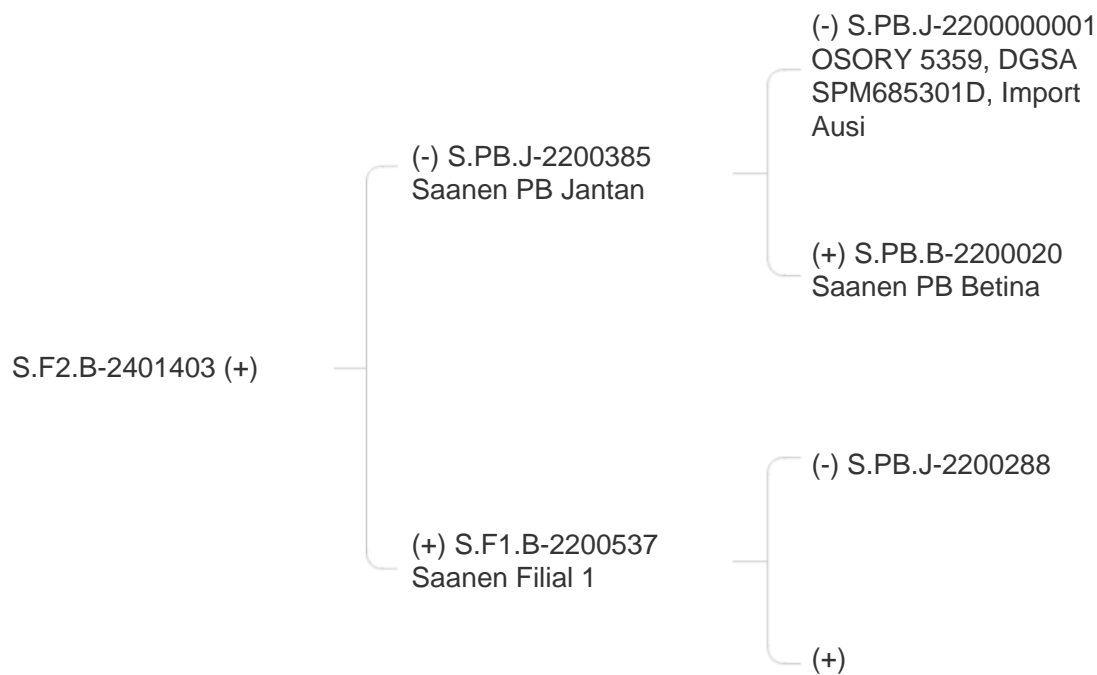 (-) S.PB.J-2200000001
OSORY 5359, DGSA
SPM685301D, Import
Ausi
(-) S.PB.J-2200385
Saanen PB Jantan
(+) S.PB.B-2200020
Saanen PB Betina
S.F2.B-2401403 (+)
(-) S.PB.J-2200288
(+) S.F1.B-2200537
Saanen Filial 1
(+)